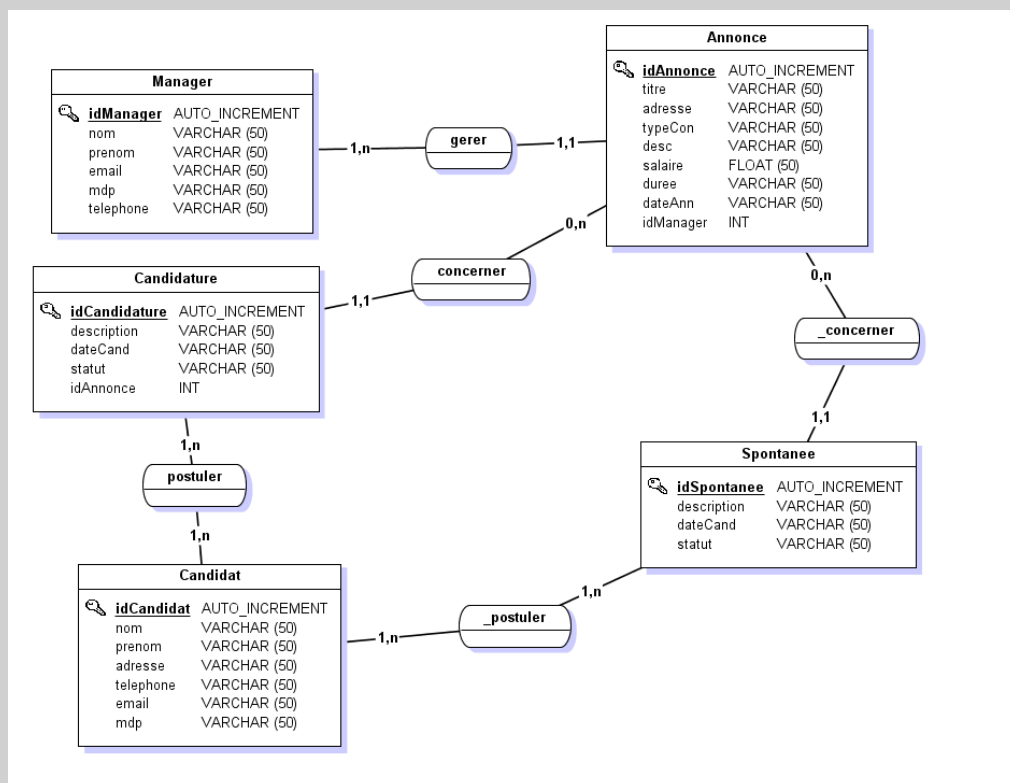 Manager
idManager AUTO_INCREMENT
nom VARCHAR (50)
prenom VARCHAR (50)
email VARCHAR (50)
mdp VARCHAR (50)
telephone VARCHAR (50)
1,n
gerer
1,1
Annonce
idAnnonce AUTO_INCREMENT
titre VARCHAR (50)
adresse VARCHAR (50)
typeCon VARCHAR (50)
desc VARCHAR (50)
salaire FLOAT (50)
duree VARCHAR (50)
dateAnn VARCHAR (50)
idManager INT
0,n
concerner
1,1
Candidature
idCandidature AUTO_INCREMENT
description VARCHAR (50)
dateCand VARCHAR (50)
statut VARCHAR (50)
idAnnonce INT
0,n
_concerner
1,1
Spontanee
idSpontanee AUTO_INCREMENT
description VARCHAR (50)
dateCand VARCHAR (50)
statut VARCHAR (50)
1,n
postuler
1,n
Candidat
idCandidat AUTO_INCREMENT
nom VARCHAR (50)
prenom VARCHAR (50)
adresse VARCHAR (50)
telephone VARCHAR (50)
email VARCHAR (50)
mdp VARCHAR (50)
1,n
_postuler
1,n